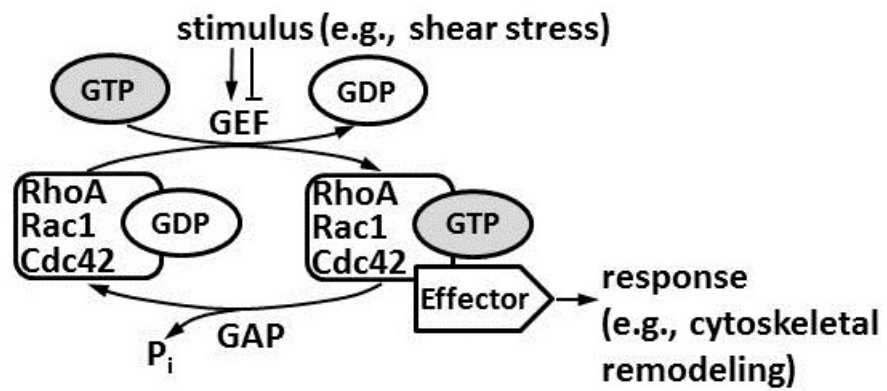 stimulus (e.g., shear stress)
GTP
GDP
GEF
RhoA
Rac1
Cdc42
GDP
RhoA
Rac1
Cdc42
GTP
Effector
response
(e.g., cytoskeletal
remodeling)
GAP
Pi